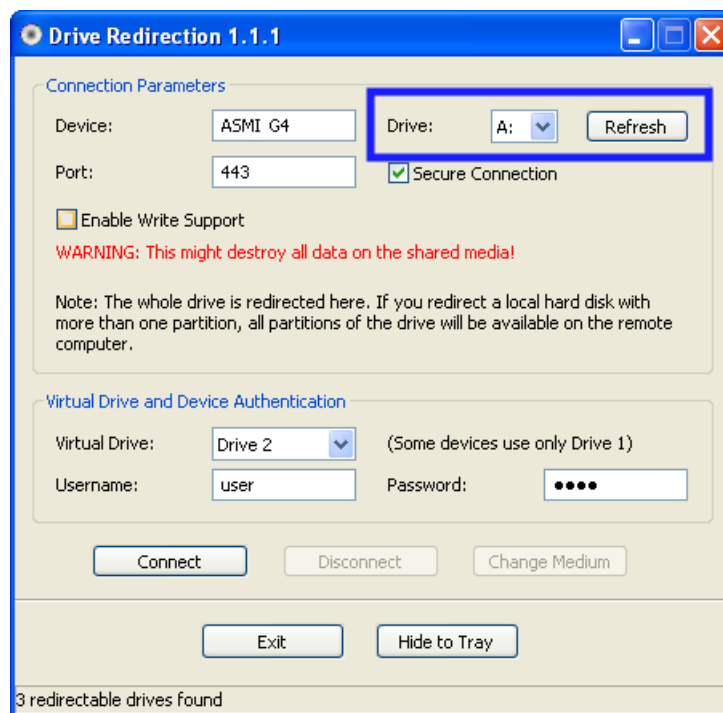 Drive Redirection 1.1.1
Connection Parameters
Device: ASMI G4 Drive: A: Refresh
Port: 443 Secure Connection
Enable Write Support
WARNING: This might destroy all data on the shared media!
Note: The whole drive is redirected here. If you redirect a local hard disk with
more than one partition, all partitions of the drive will be available on the remote
computer.
Virtual Drive and Device Authentication
Virtual Drive: Drive 2 (Some devices use only Drive 1)
Username: user Password: ●●●●
Connect Disconnect Change Medium
Exit Hide to Tray
3 redirectable drives found